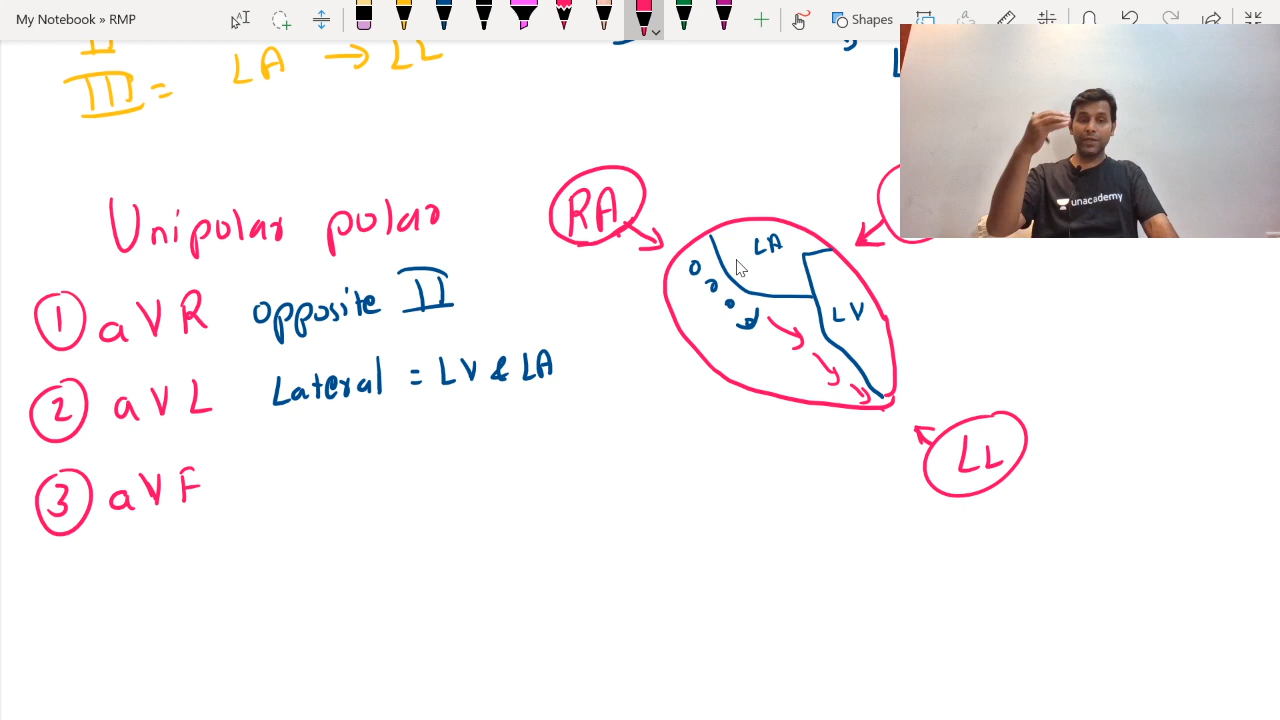 My Notebook » RMP
Shapes
II
III = LA → LL
unacademy
Unipolar polar
RA
LA
LV
LL
1 aVR opposite II
2 aVL Lateral = LV & LA
3 aVF